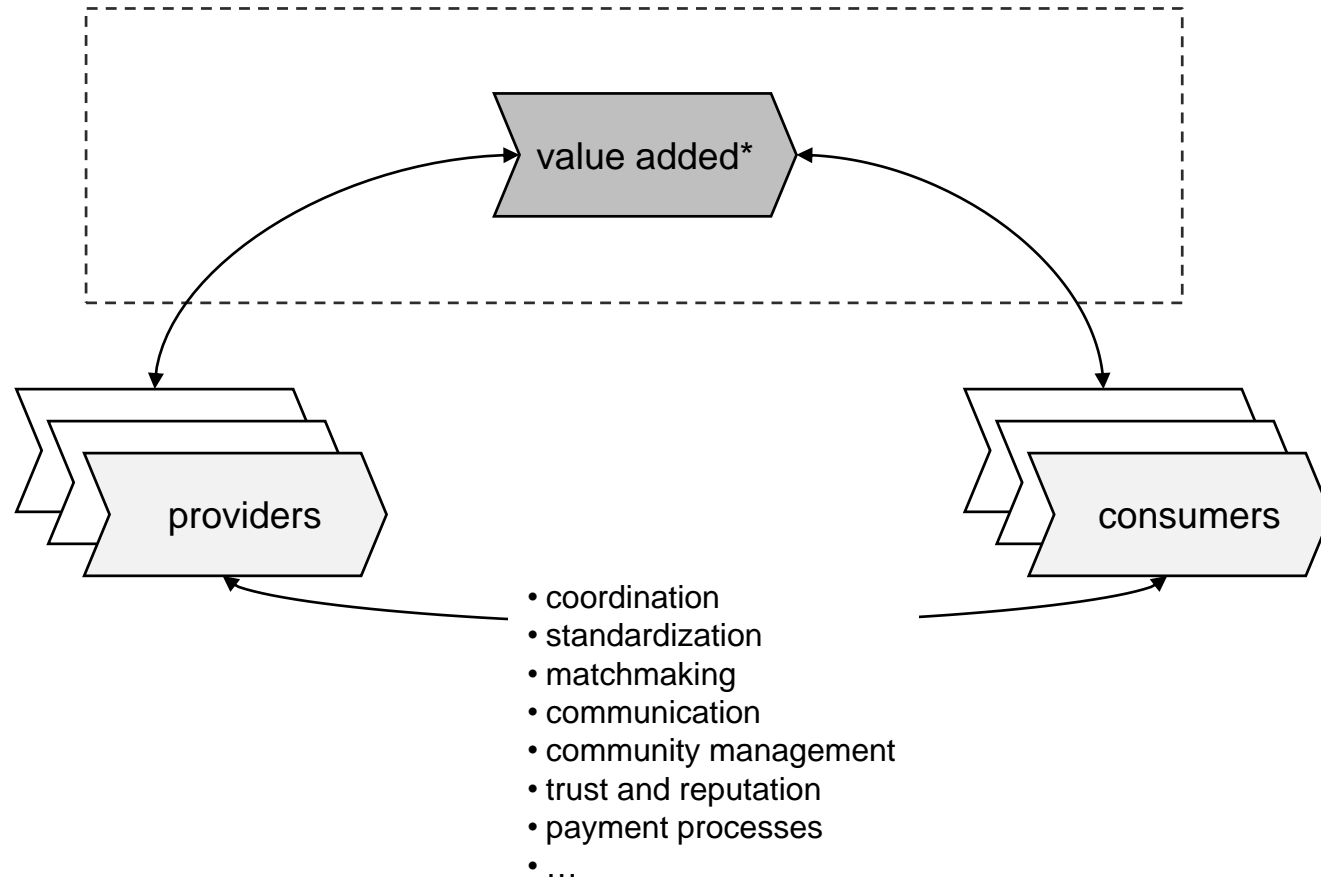 value added*
providers
consumers
• coordination
• standardization
• matchmaking
• communication
• community management
• trust and reputation
• payment processes
• …